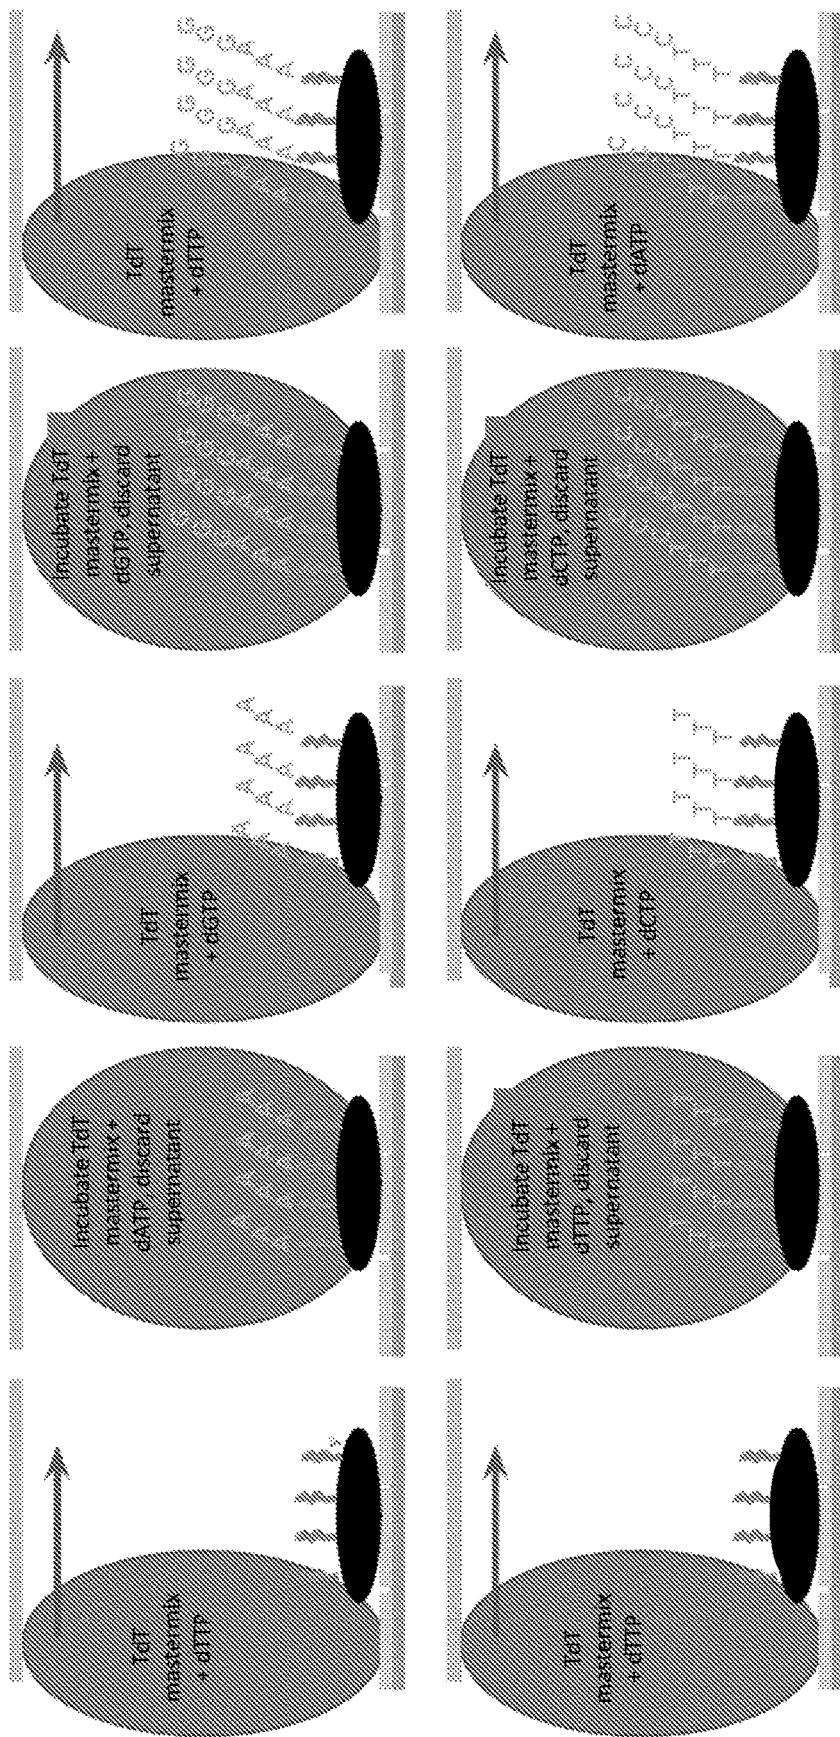 TdT
mastermix
+ dTTP
Incubate TdT
mastermix+
dATP, discard
supernatant
TdT
mastermix
+ dGTP
A A A
A A A
A A A
Incubate TdT
mastermix+
dGTP, discard
supernatant
TdT
mastermix
+ dTTP
A A A G G G
A A A G G G
A A A G G G
TdT
mastermix
+ dTTP
Incubate TdT
mastermix+
dTTP, discard
supernatant
TdT
mastermix
+ dCTP
T T T
T T T
T T T
Incubate TdT
mastermix+
dCTP, discard
supernatant
TdT
mastermix
+ dATP
T T T C C C
T T T C C C
T T T C C C